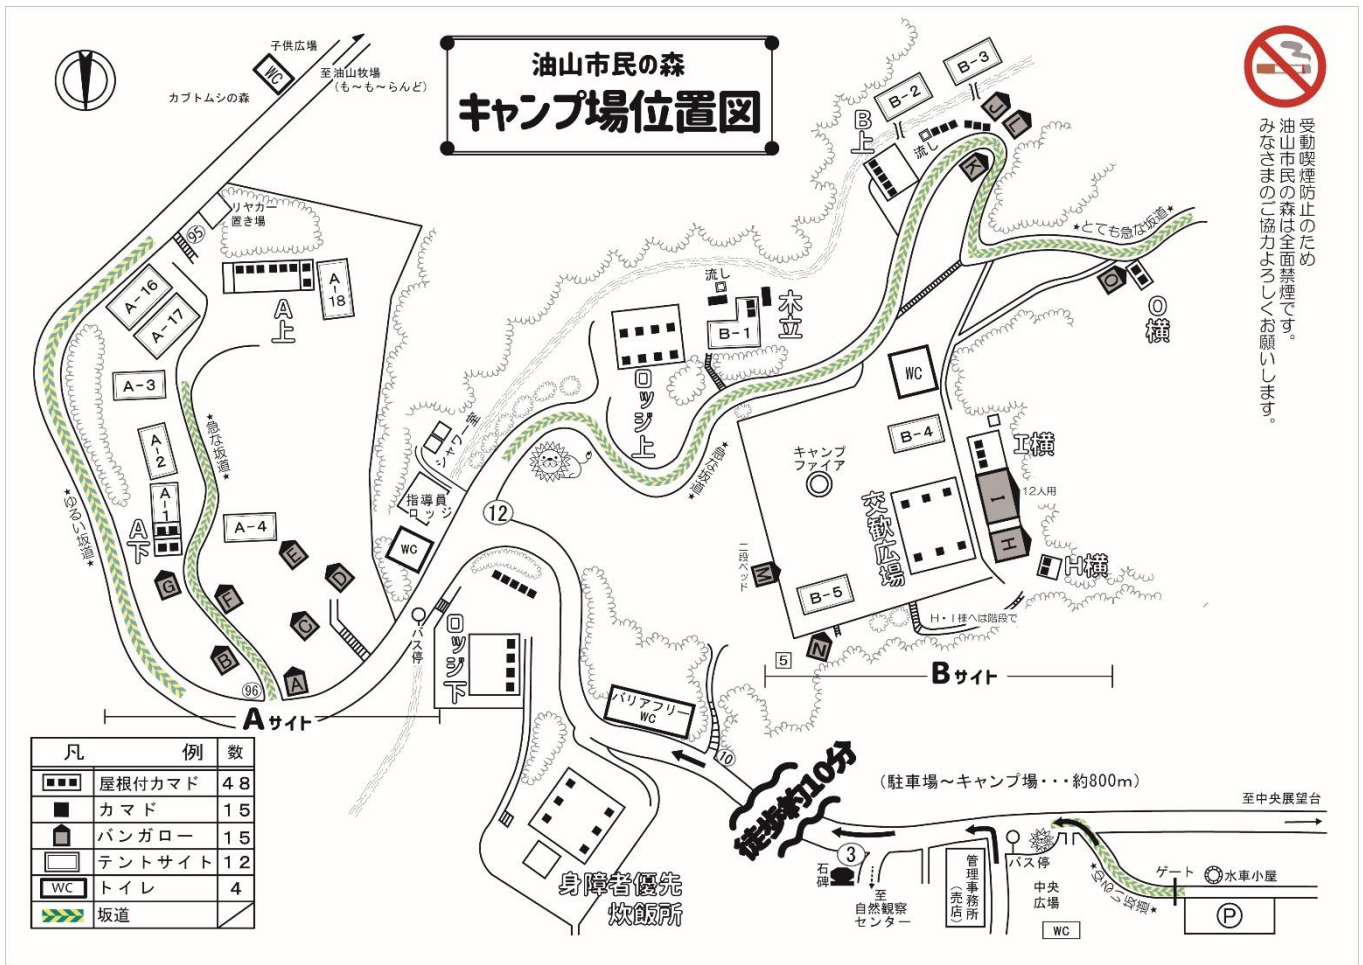 油山市民の森
キャンプ場位置図
受動喫煙防止のため
油山市民の森は全面禁煙です。
みなさまのご協力よろしくお願いします。
子供広場
WC
カブトムシの森
至油山牧場
(も～も～らんど)
リヤカー
置き場
95
A-16
A-17
A-18
A上
A-3
A-2
A-1
A下
A-4
★急な坂道★
★ゆるい坂道★
G
F
E
D
C
B
A
96
Aサイト
シャワー室
指導員
ロッジ
WC
バス停
12
ロッジ下
ロッジ上
流し
B-1
木立
B上
B-2
B-3
流し
J
L
K
★とても急な坂道★
O
O横
★急な坂道★
WC
B-4
キャンプ
ファイア
交歓広場
I横
I
12人用
H
H横
二段ベッド
M
B-5
N
5
H・I棟へは階段で
Bサイト
バリアフリー
WC
10
徒歩約10分
(駐車場～キャンプ場・・・約800m)
至中央展望台
身障者優先
炊飯所
3
石碑
至
自然観察
センター
管理事務所
(売店)
バス停
中央
広場
WC
★ゆるい坂道★
ゲート
水車小屋
P
凡例 数
屋根付カマド 48
カマド 15
バンガロー 15
テントサイト 12
WC トイレ 4
坂道